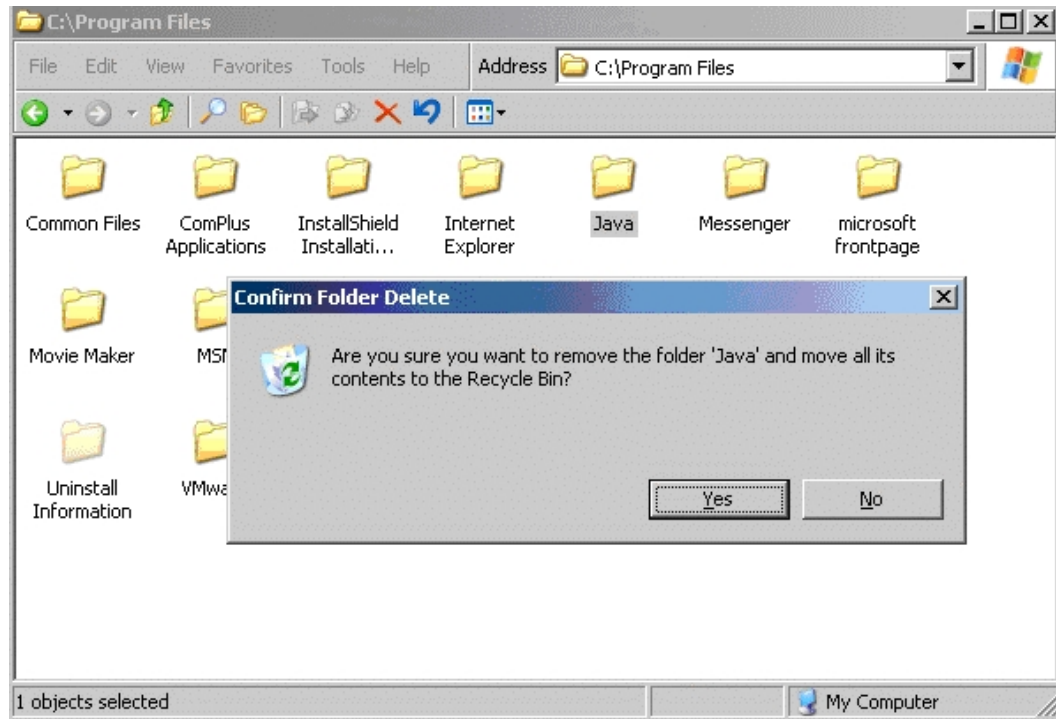 C:\Program Files
File Edit View Favorites Tools Help Address C:\Program Files
Common Files
ComPlus Applications
InstallShield Installati...
Internet Explorer
Java
Messenger
microsoft frontpage
Movie Maker
Uninstall Information
Confirm Folder Delete
Are you sure you want to remove the folder 'Java' and move all its
contents to the Recycle Bin?
Yes No
1 objects selected
My Computer